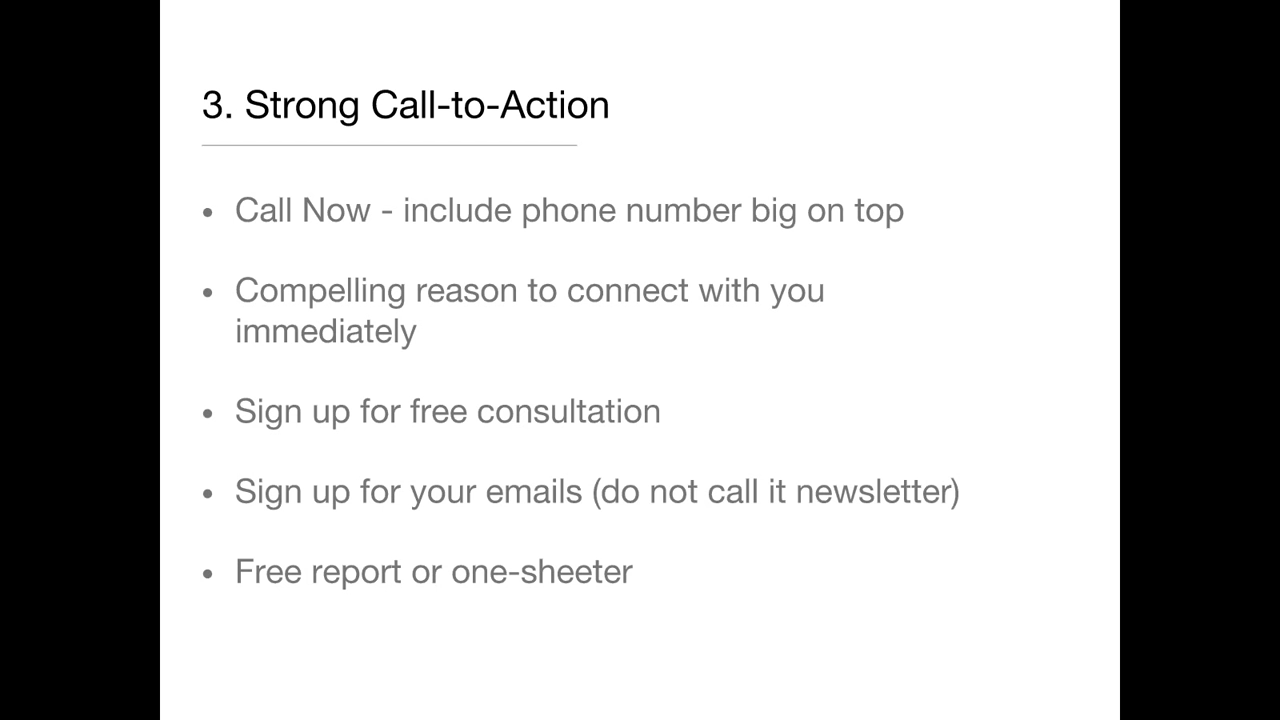 3. Strong Call-to-Action
• Call Now - include phone number big on top
• Compelling reason to connect with you
immediately
• Sign up for free consultation
• Sign up for your emails (do not call it newsletter)
• Free report or one-sheeter